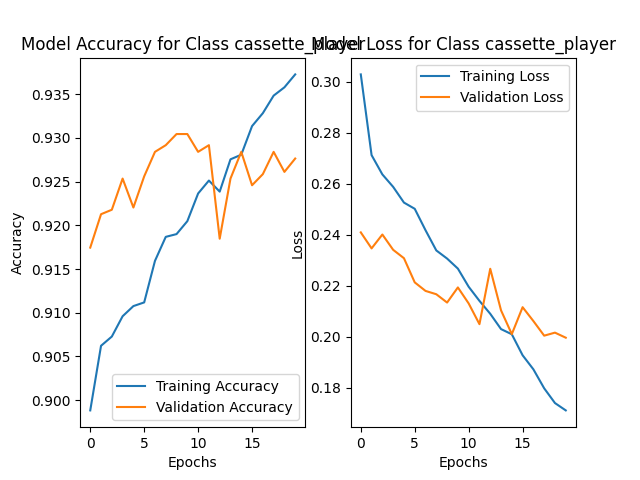 Model Accuracy for Class cassette_player
Model Loss for Class cassette_player
Accuracy
0.935
0.930
0.925
0.920
0.915
0.910
0.905
0.900
Training Accuracy
Validation Accuracy
0 5 10 15
Epochs
Loss
0.30
0.28
0.26
0.24
0.22
0.20
0.18
Training Loss
Validation Loss
0 5 10 15
Epochs